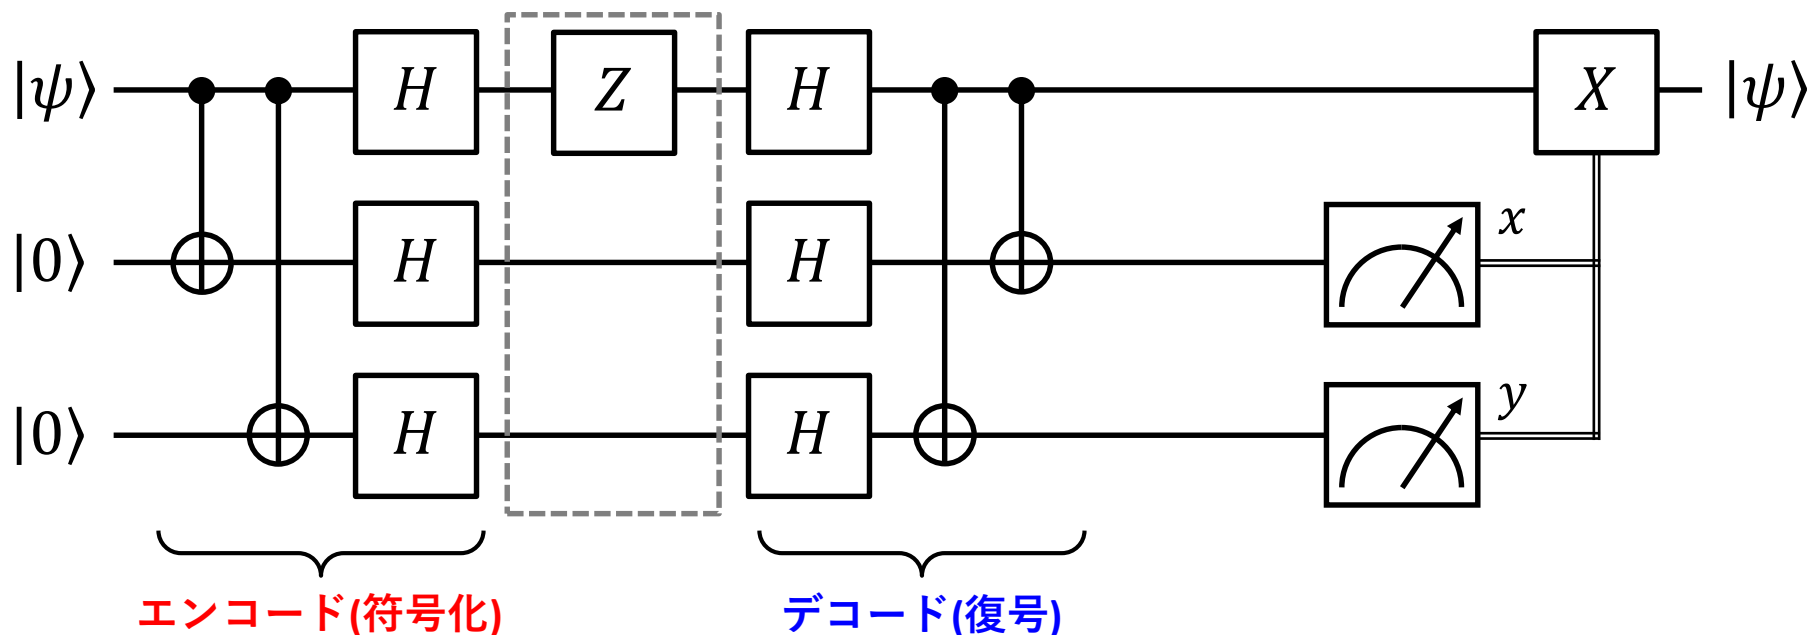 |ψ⟩ H Z H X |ψ⟩
|0⟩ H H x
|0⟩ H H y
エンコード(符号化) デコード(復号)